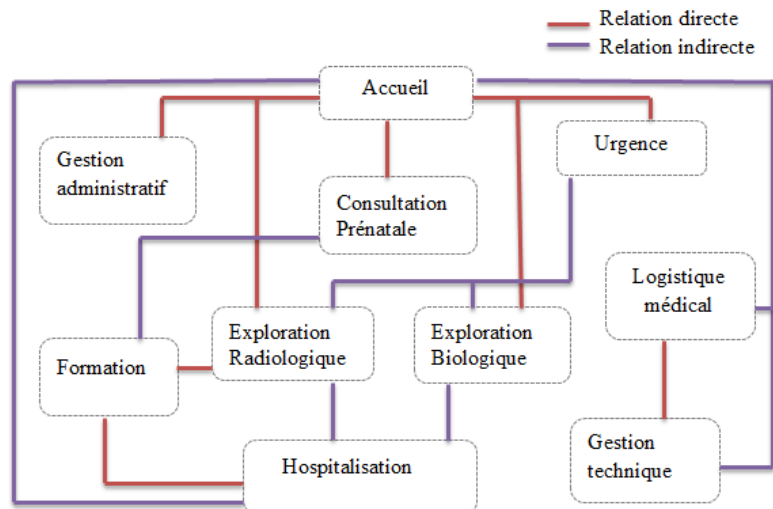 Relation directe
Relation indirecte
Accueil
Gestion
administratif
Urgence
Consultation
Prénatale
Logistique
médical
Formation
Exploration
Radiologique
Exploration
Biologique
Hospitalisation
Gestion
technique